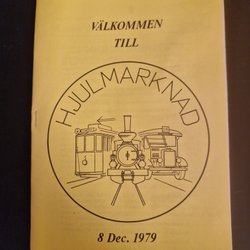 VÄLKOMMEN
TILL
HJULMARKNAD
8 Dec. 1979